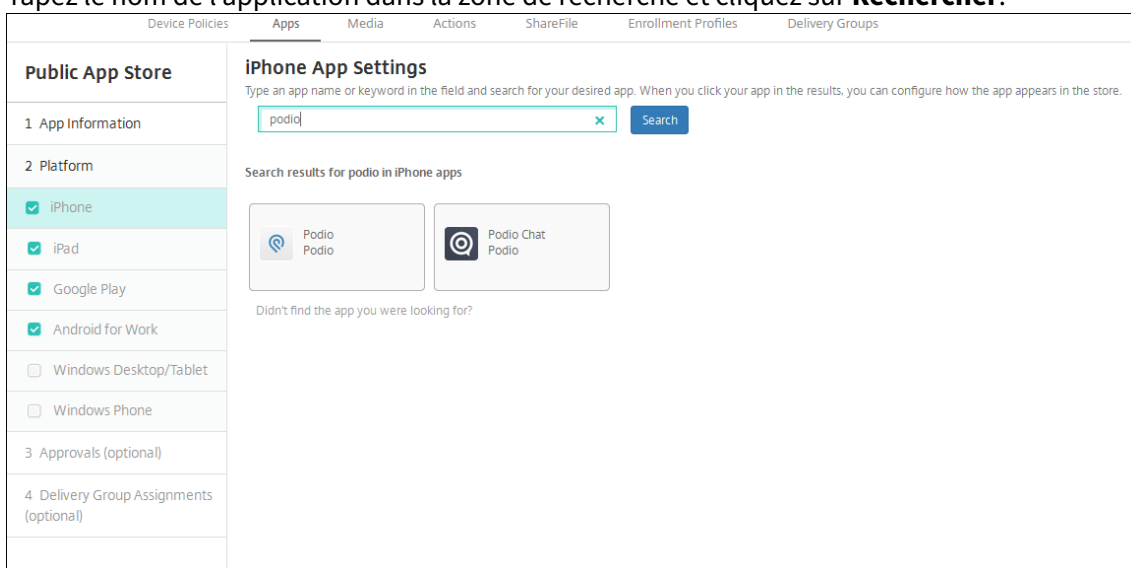 Tapez le nom de l'application dans la zone de recherche et cliquez sur Rechercher.
Device Policies Apps Media Actions ShareFile Enrollment Profiles Delivery Groups
Public App Store
1 App Information
2 Platform
iPhone
iPad
Google Play
Android for Work
Windows Desktop/Tablet
Windows Phone
3 Approvals (optional)
4 Delivery Group Assignments
(optional)
iPhone App Settings
Type an app name or keyword in the field and search for your desired app. When you click your app in the results, you can configure how the app appears in the store.
podio Search
Search results for podio in iPhone apps
Podio
Podio
Podio Chat
Podio
Didn't find the app you were looking for?